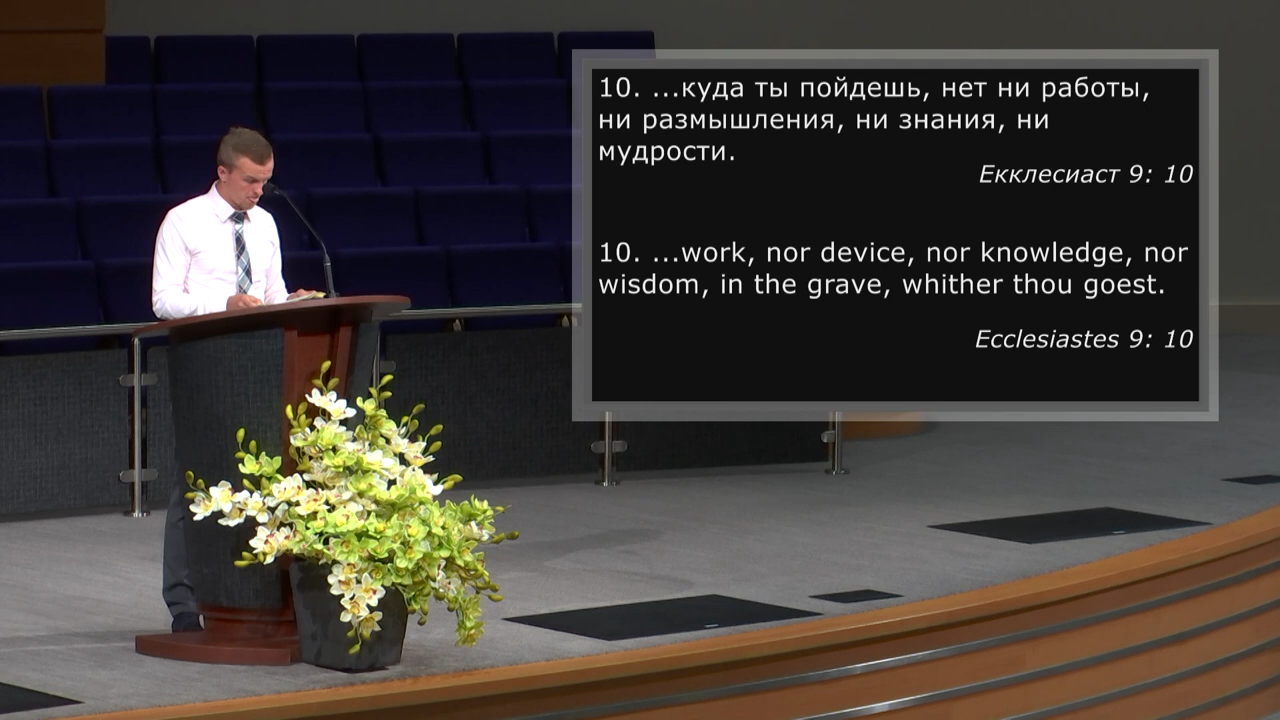 10. ...куда ты пойдешь, нет ни работы,
ни размышления, ни знания, ни
мудрости.
Екклесиаст 9: 10
10. ...work, nor device, nor knowledge, nor
wisdom, in the grave, whither thou goest.
Ecclesiastes 9: 10